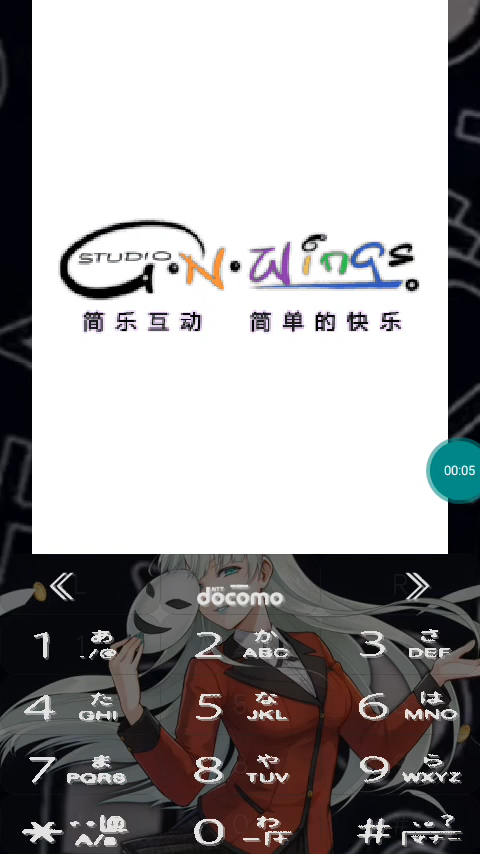 STUDIO G·N·Wings
简乐互动 简单的快乐
00:05
NTT docomo
1 あ ./@ 2 か ABC 3 さ DEF
4 た GHI 5 な JKL 6 は MNO
7 ま PQRS 8 や TUV 9 ら WXYZ
* A/a 0 わ # 、。?